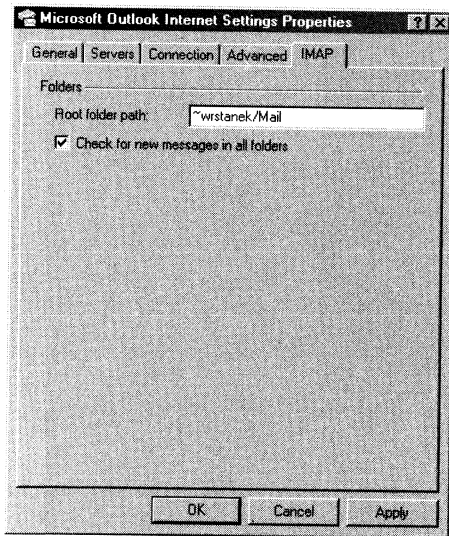 Microsoft Outlook Internet Settings Properties
General Servers Connection Advanced IMAP
Folders
Root folder path: ~wrstanek/Mail
Check for new messages in all folders
OK Cancel Apply